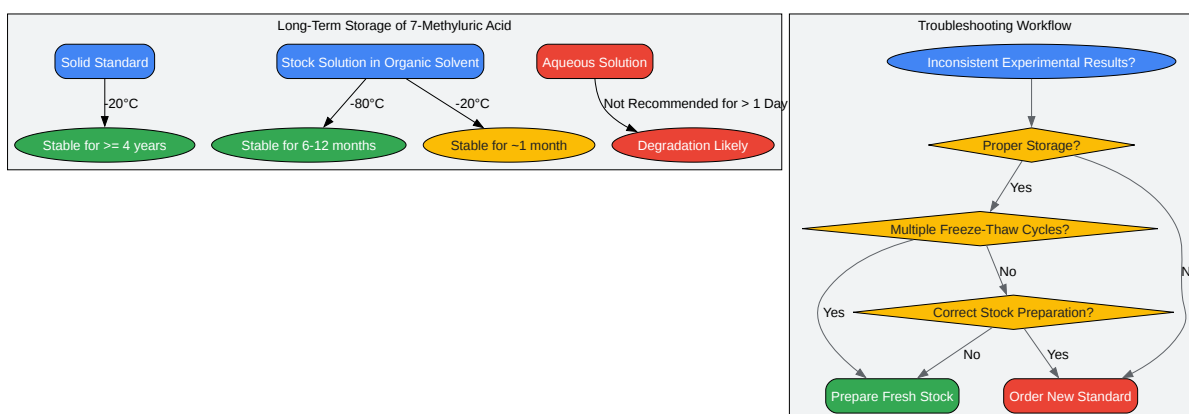 Long-Term Storage of 7-Methyluric Acid
Solid Standard
Stock Solution in Organic Solvent
Aqueous Solution
-20°C
-80°C
-20°C
Not Recommended for > 1 Day
Stable for >= 4 years
Stable for 6-12 months
Stable for ~1 month
Degradation Likely
Troubleshooting Workflow
Inconsistent Experimental Results?
Proper Storage?
Yes
Multiple Freeze-Thaw Cycles?
No
Yes
Correct Stock Preparation?
No
Yes
Prepare Fresh Stock
Order New Standard